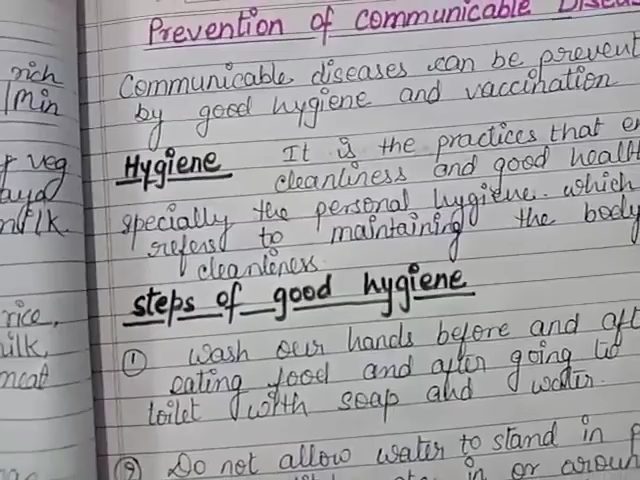 Prevention of Communicable
Communicable diseases can be prevent
by good hygiene and vaccination
Hygiene It is the practices that
cleanliness and good
specially the personal hygiene. which
refers to maintaining the body
cleanliness.
steps of good hygiene
① wash our hands before and
eating food and after going to
toilet with soap and water.
② Do not allow water to stand in
in or
rich
min
veg
rice,
meat